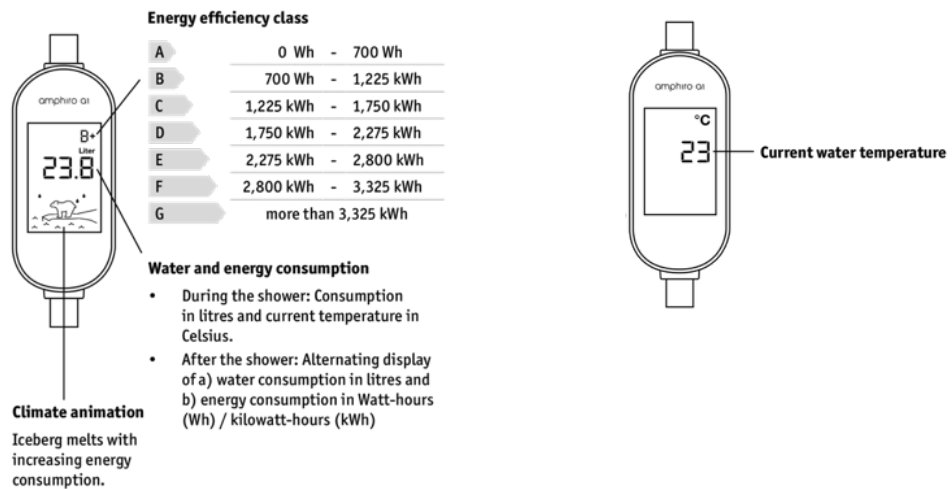 Energy efficiency class
A 0 Wh - 700 Wh
B 700 Wh - 1,225 kWh
C 1,225 kWh - 1,750 kWh
D 1,750 kWh - 2,275 kWh
E 2,275 kWh - 2,800 kWh
F 2,800 kWh - 3,325 kWh
G more than 3,325 kWh
amphiro a1
8+
Liter
23.8
Water and energy consumption
• During the shower: Consumption
in litres and current temperature in
Celsius.
• After the shower: Alternating display
of a) water consumption in litres and
b) energy consumption in Watt-hours
(Wh) / kilowatt-hours (kWh)
Climate animation
Iceberg melts with
increasing energy
consumption.
amphiro a1
°C
23
Current water temperature